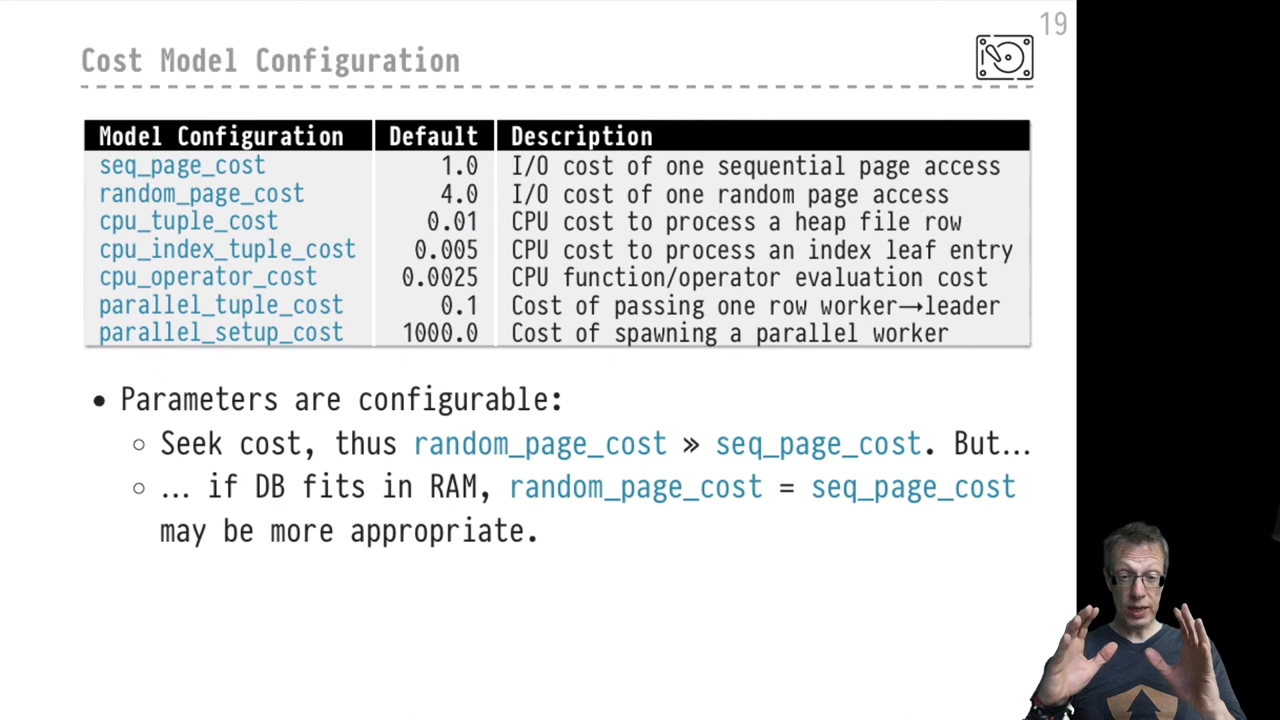 19
Cost Model Configuration
Model Configuration Default Description
seq_page_cost 1.0 I/O cost of one sequential page access
random_page_cost 4.0 I/O cost of one random page access
cpu_tuple_cost 0.01 CPU cost to process a heap file row
cpu_index_tuple_cost 0.005 CPU cost to process an index leaf entry
cpu_operator_cost 0.0025 CPU function/operator evaluation cost
parallel_tuple_cost 0.1 Cost of passing one row worker→leader
parallel_setup_cost 1000.0 Cost of spawning a parallel worker
• Parameters are configurable:
○ Seek cost, thus random_page_cost » seq_page_cost. But…
○ … if DB fits in RAM, random_page_cost = seq_page_cost
may be more appropriate.